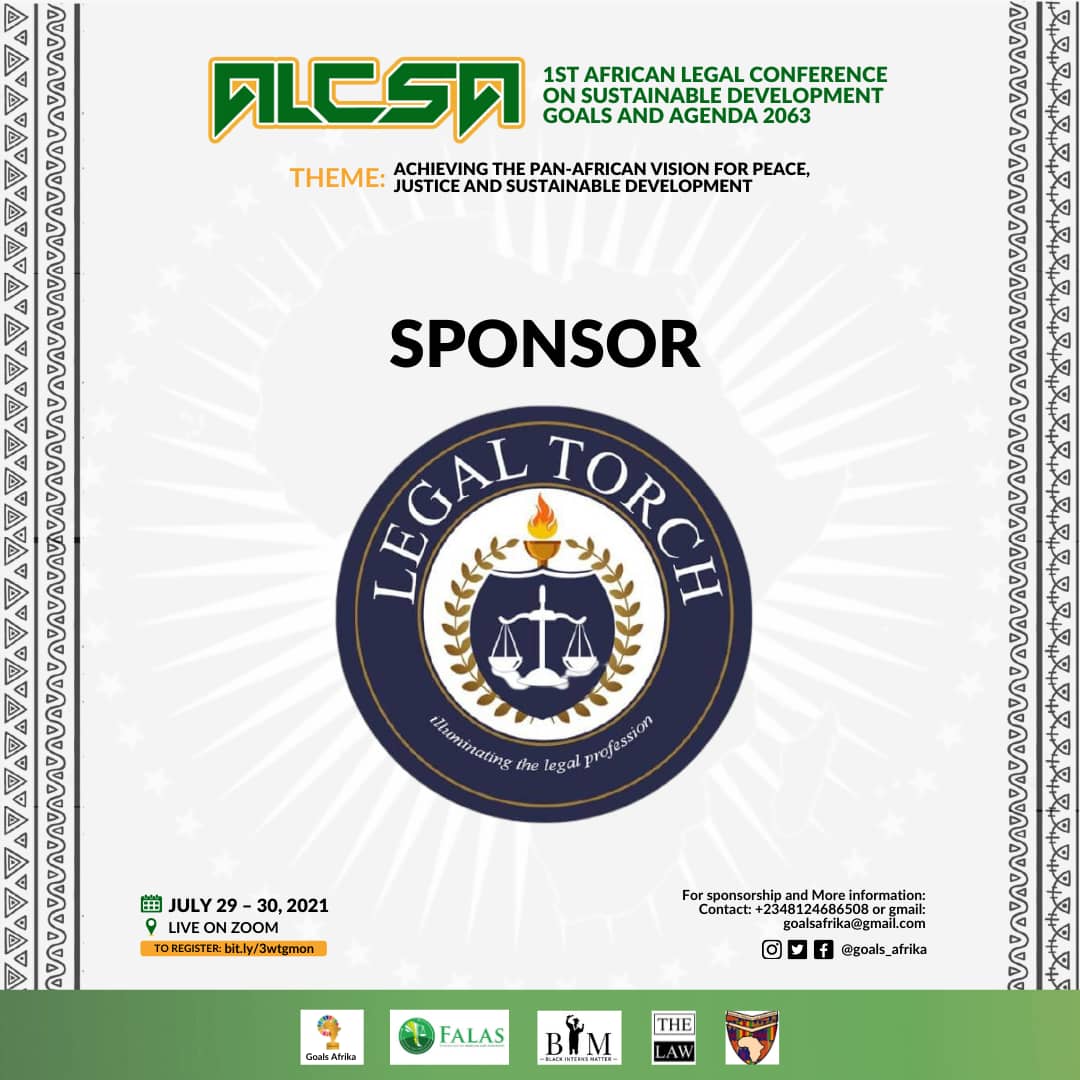 ALCSA
1ST AFRICAN LEGAL CONFERENCE
ON SUSTAINABLE DEVELOPMENT
GOALS AND AGENDA 2063
THEME: ACHIEVING THE PAN-AFRICAN VISION FOR PEACE,
JUSTICE AND SUSTAINABLE DEVELOPMENT
SPONSOR
LEGAL TORCH
illuminating the legal profession
JULY 29 – 30, 2021
LIVE ON ZOOM
TO REGISTER: bit.ly/3wtgmon
For sponsorship and More information:
Contact: +2348124686508 or gmail:
goalsafrika@gmail.com
@goals_afrika
Goals Afrika
FALAS
BIM
BLACK INTERNS MATTER
THE
LAW